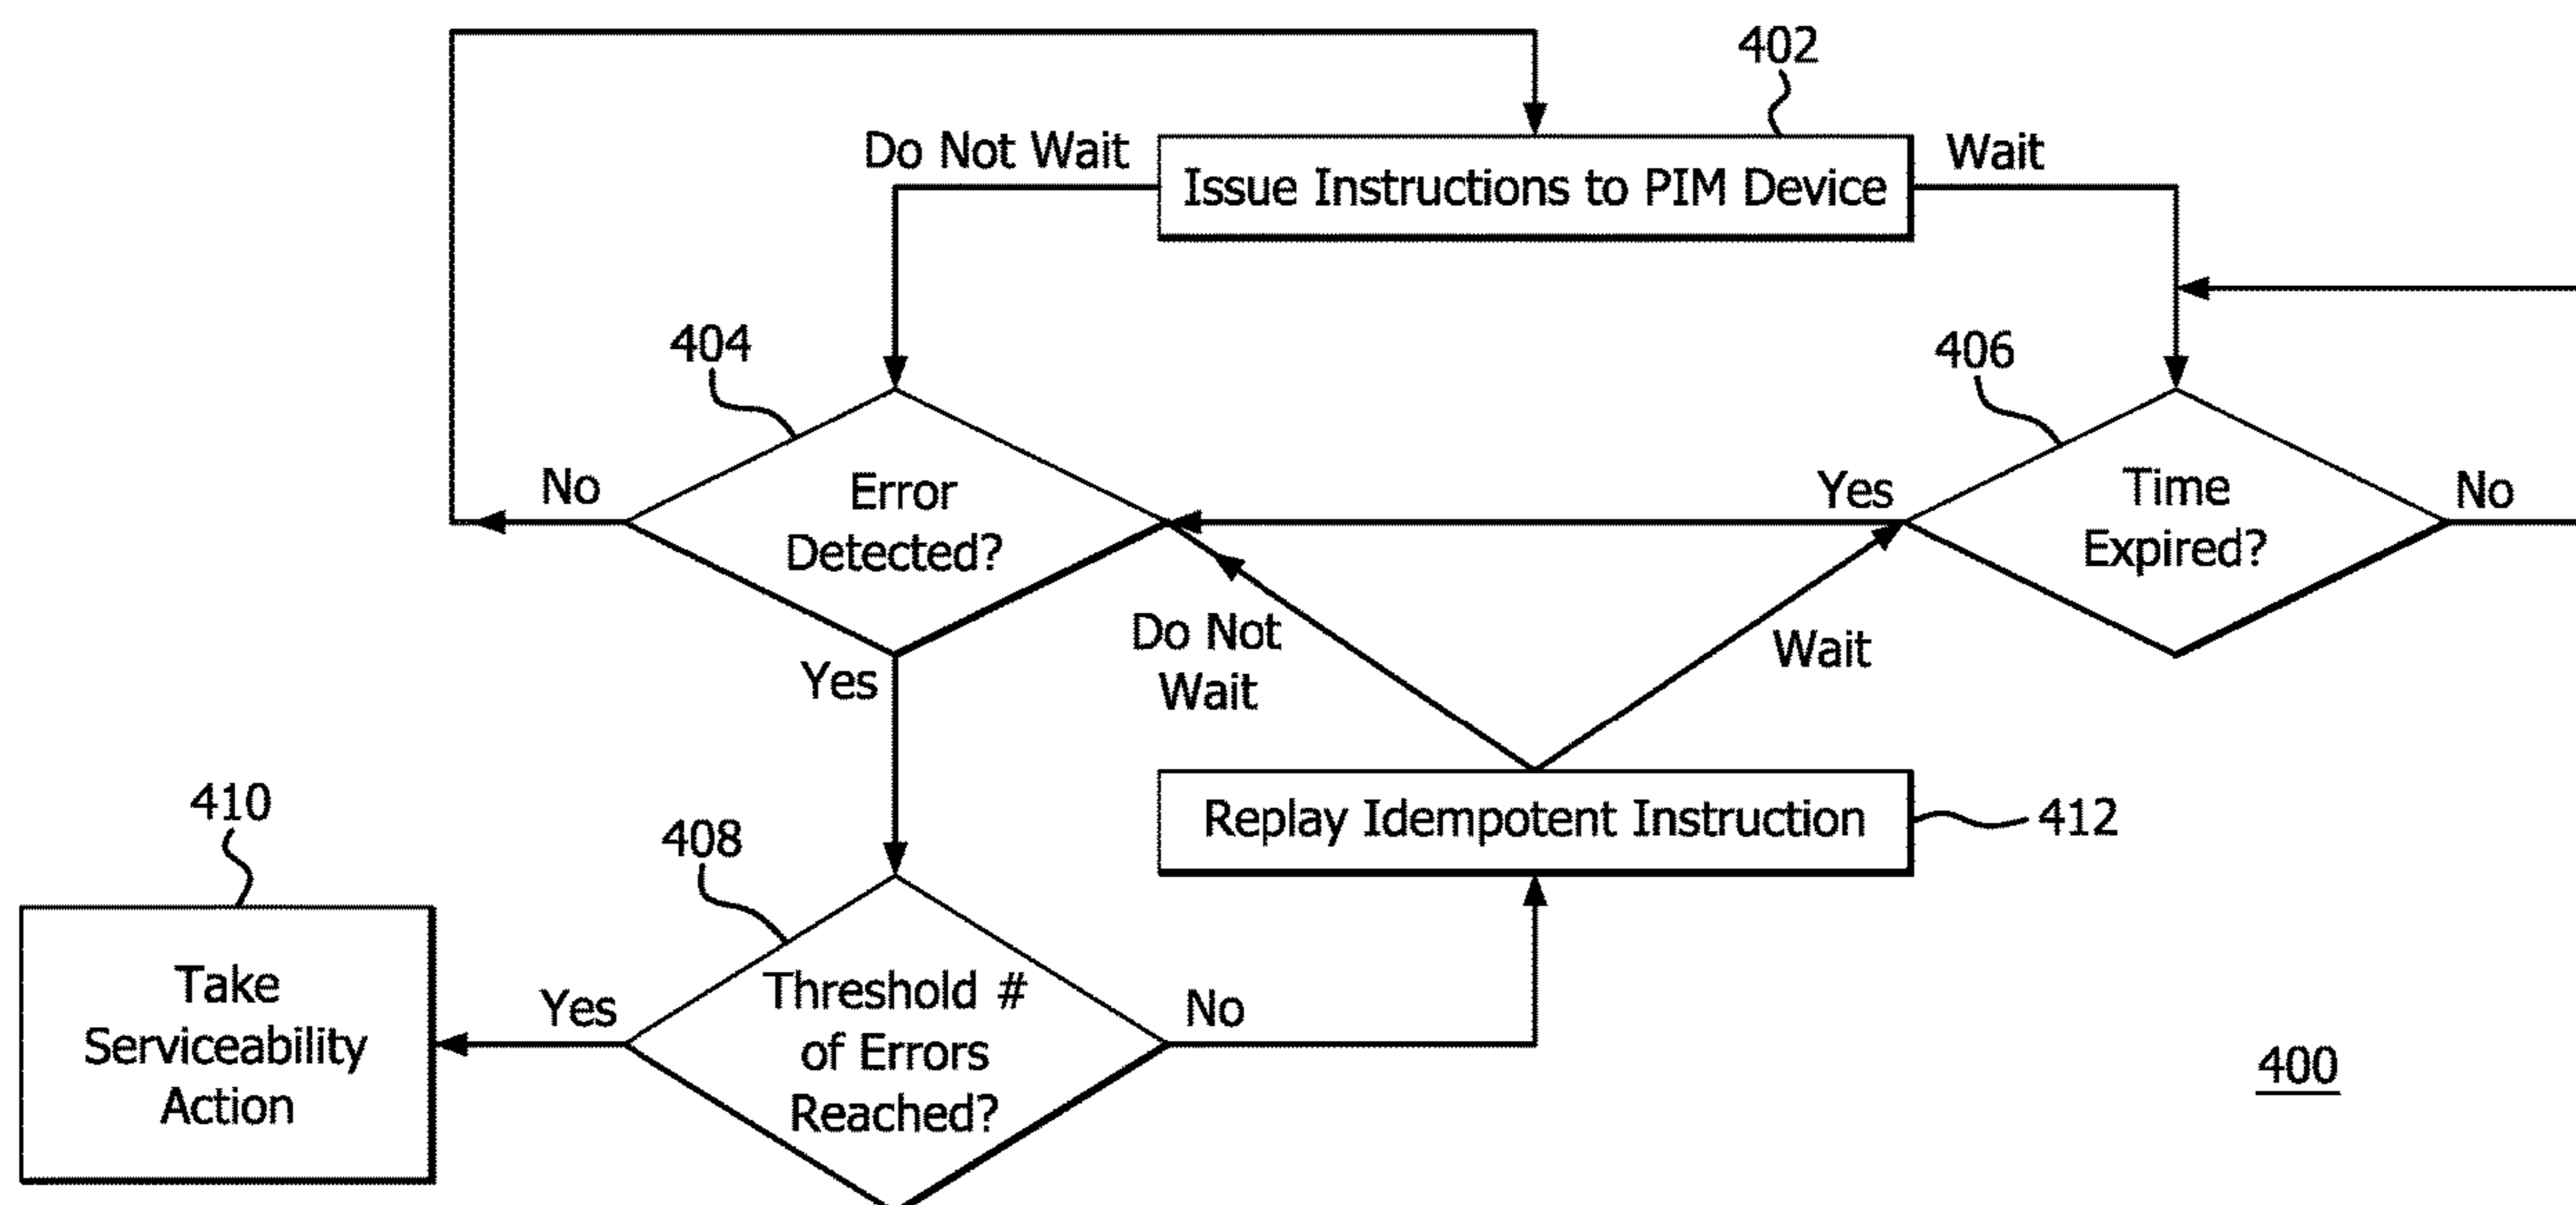 402
Do Not Wait
Issue Instructions to PIM Device
Wait
404
406
No
Error
Detected?
Yes
Time
Expired?
No
Yes
Do Not
Wait
Wait
410
408
Replay Idempotent Instruction
412
Take
Serviceability
Action
Yes
Threshold #
of Errors
Reached?
No
400